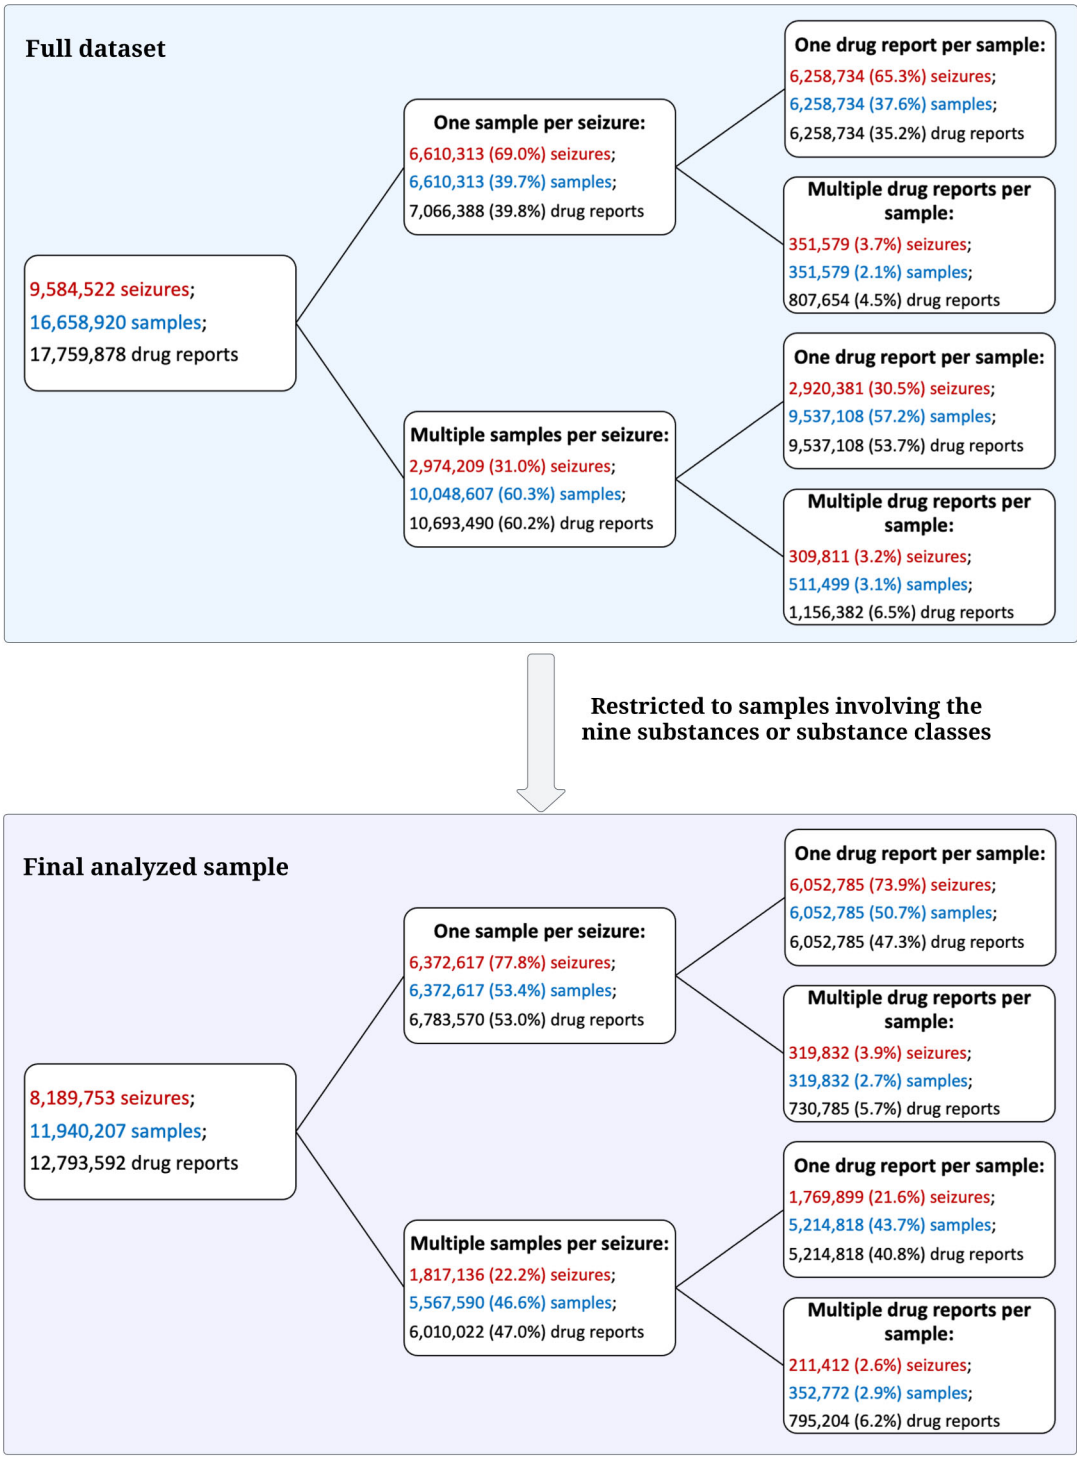 Full dataset
9,584,522 seizures;
16,658,920 samples;
17,759,878 drug reports
One sample per seizure:
6,610,313 (69.0%) seizures;
6,610,313 (39.7%) samples;
7,066,388 (39.8%) drug reports
Multiple samples per seizure:
2,974,209 (31.0%) seizures;
10,048,607 (60.3%) samples;
10,693,490 (60.2%) drug reports
One drug report per sample:
6,258,734 (65.3%) seizures;
6,258,734 (37.6%) samples;
6,258,734 (35.2%) drug reports
Multiple drug reports per
sample:
351,579 (3.7%) seizures;
351,579 (2.1%) samples;
807,654 (4.5%) drug reports
One drug report per sample:
2,920,381 (30.5%) seizures;
9,537,108 (57.2%) samples;
9,537,108 (53.7%) drug reports
Multiple drug reports per
sample:
309,811 (3.2%) seizures;
511,499 (3.1%) samples;
1,156,382 (6.5%) drug reports
Restricted to samples involving the
nine substances or substance classes
Final analyzed sample
8,189,753 seizures;
11,940,207 samples;
12,793,592 drug reports
One sample per seizure:
6,372,617 (77.8%) seizures;
6,372,617 (53.4%) samples;
6,783,570 (53.0%) drug reports
Multiple samples per seizure:
1,817,136 (22.2%) seizures;
5,567,590 (46.6%) samples;
6,010,022 (47.0%) drug reports
One drug report per sample:
6,052,785 (73.9%) seizures;
6,052,785 (50.7%) samples;
6,052,785 (47.3%) drug reports
Multiple drug reports per
sample:
319,832 (3.9%) seizures;
319,832 (2.7%) samples;
730,785 (5.7%) drug reports
One drug report per sample:
1,769,899 (21.6%) seizures;
5,214,818 (43.7%) samples;
5,214,818 (40.8%) drug reports
Multiple drug reports per
sample:
211,412 (2.6%) seizures;
352,772 (2.9%) samples;
795,204 (6.2%) drug reports